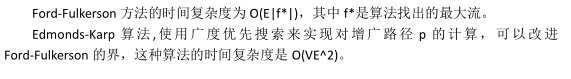 Ford-Fulkerson 方法的时间复杂度为 O(E|f*|)，其中 f*是算法找出的最大流。
Edmonds-Karp 算法,使用广度优先搜索来实现对增广路径 p 的计算，可以改进
Ford-Fulkerson 的界，这种算法的时间复杂度是 O(VE^2)。